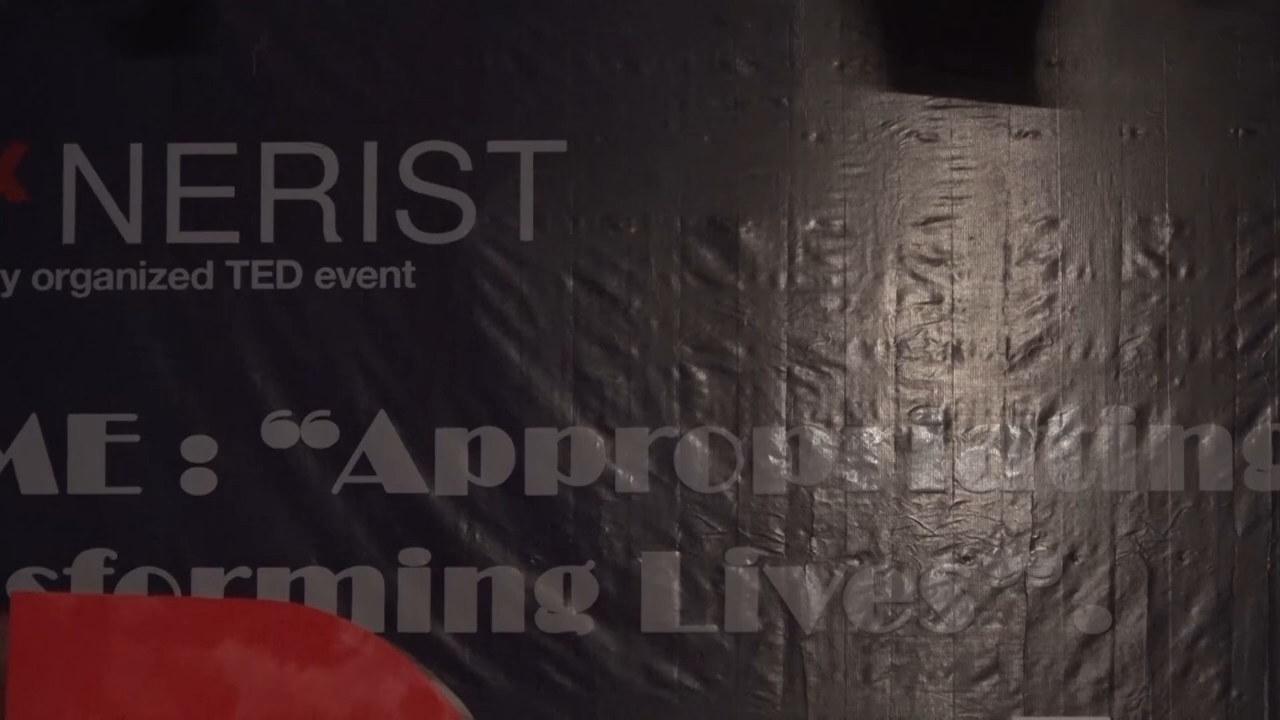 x NERIST
y organized TED event
ME : “Appropriating
sforming Lives” .